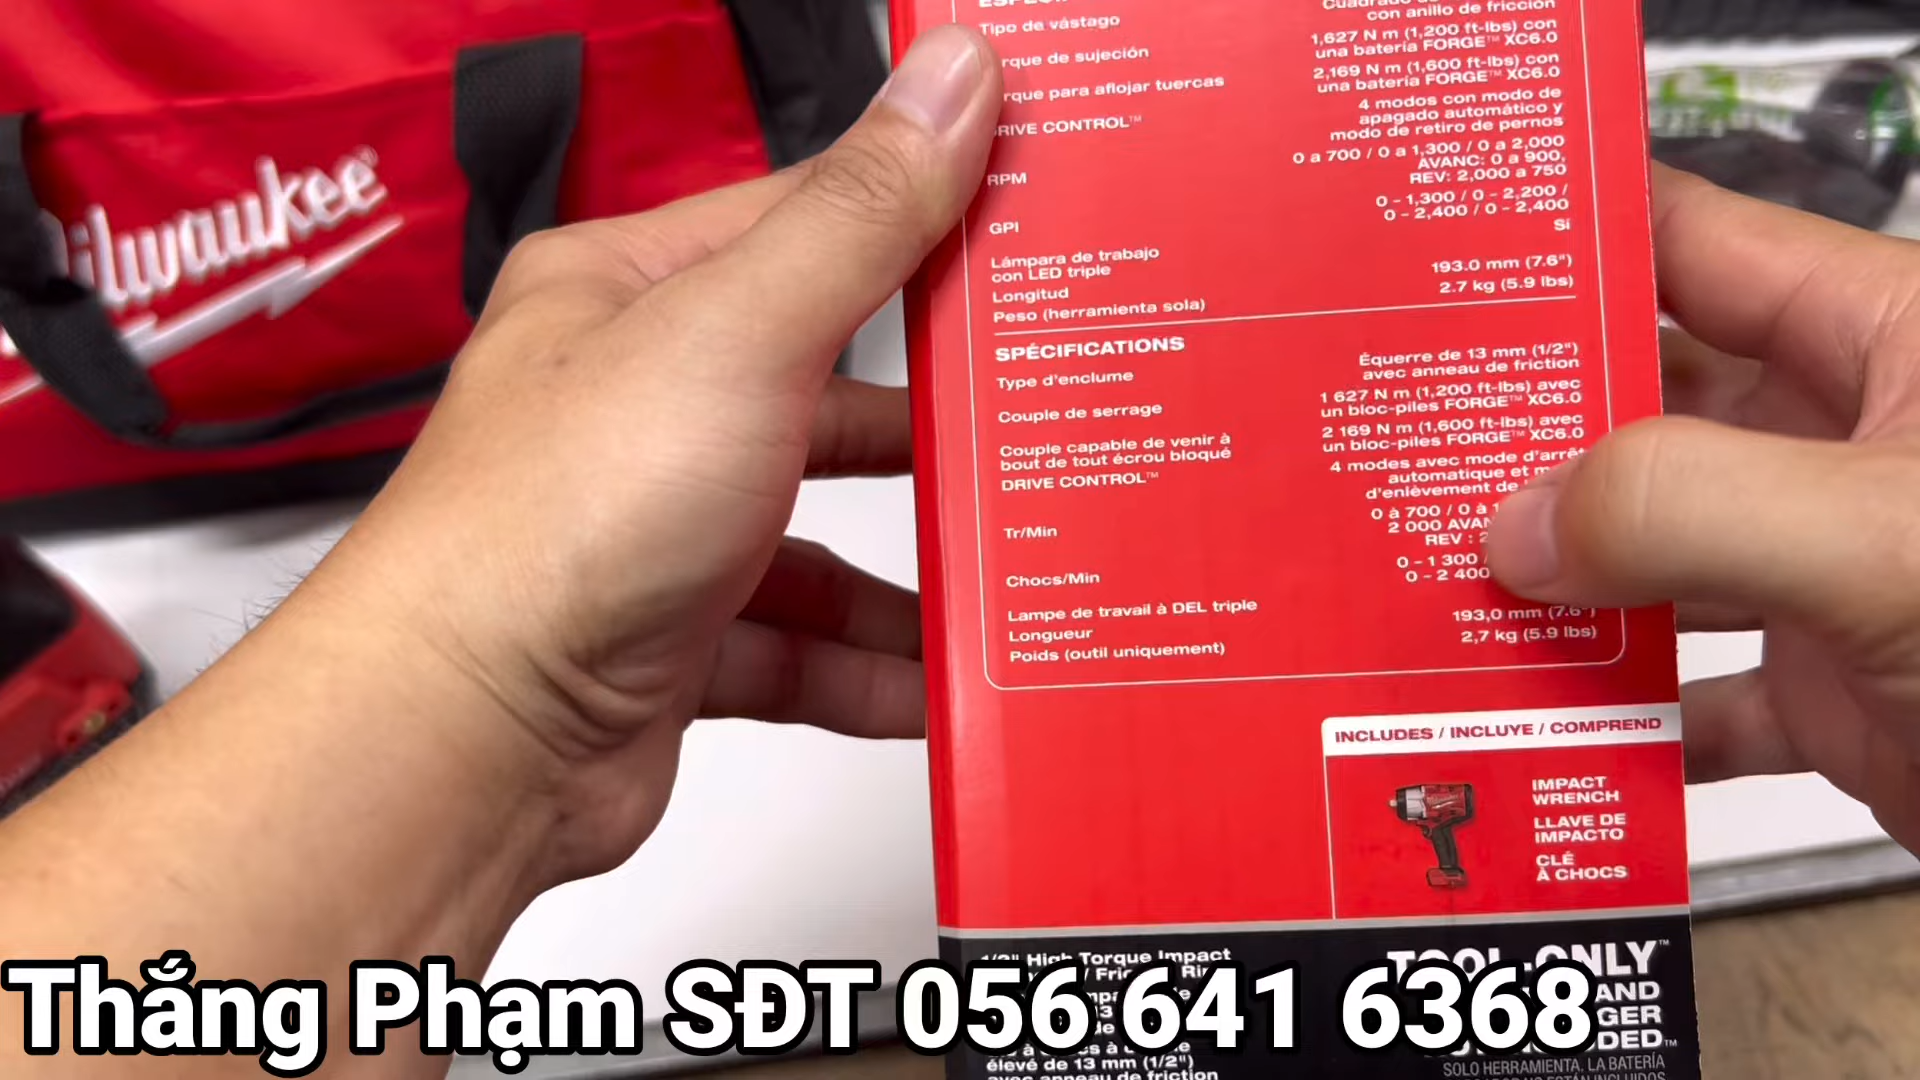 Milwaukee
Tipo de vástago
con anillo de fricción
rque de sujeción
1,627 N m (1,200 ft-lbs) con
una batería FORGE™ XC6.0
rque para aflojar tuercas
2,169 N m (1,600 ft-lbs) con
una batería FORGE™ XC6.0
DRIVE CONTROL™
4 modos con modo de
apagado automático y
modo de retiro de pernos
RPM
0 a 700 / 0 a 1,300 / 0 a 2,000
AVANC: 0 a 900,
REV: 2,000 a 750
GPI
0 - 1,300 / 0 - 2,200 /
0 - 2,400 / 0 - 2,400
Lámpara de trabajo
con LED triple
Sí
Longitud
193.0 mm (7.6")
Peso (herramienta sola)
2.7 kg (5.9 lbs)
SPÉCIFICATIONS
Type d'enclume
Équerre de 13 mm (1/2")
avec anneau de friction
Couple de serrage
1 627 N m (1,200 ft-lbs) avec
un bloc-piles FORGE™ XC6.0
Couple capable de venir à
bout de tout écrou bloqué
2 169 N m (1,600 ft-lbs) avec
un bloc-piles FORGE™ XC6.0
DRIVE CONTROL™
4 modes avec mode d'arrêt
automatique et
d'enlèvement de
Tr/Min
0 à 700 / 0 à
2 000 AVAN
REV : 2
Chocs/Min
0 - 1 300 /
0 - 2 400
Lampe de travail à DEL triple
Longueur
193,0 mm (7.6")
Poids (outil uniquement)
2,7 kg (5.9 lbs)
INCLUDES / INCLUYE / COMPREND
IMPACT
WRENCH
LLAVE DE
IMPACTO
CLÉ
À CHOCS
1/2" High Torque Impact
TOOL-ONLY™
Thắng Phạm SĐT 056 641 6368
élevé de 13 mm (1/2")
avec anneau de friction
SOLO HERRAMIENTA, LA BATERÍA